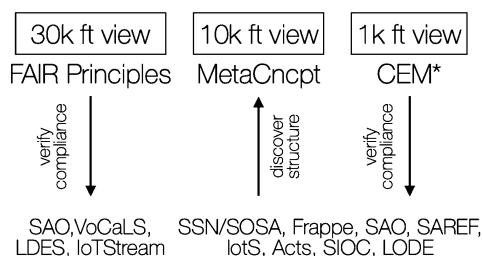 30k ft view
10k ft view
1k ft view
FAIR Principles
MetaCncpt
CEM*
verify
compliance
discover
structure
verify
compliance
SAO,VoCaLS,
LDES, IoTStream
SSN/SOSA, Frappe, SAO, SAREF,
IotS, Acts, SIOC, LODE